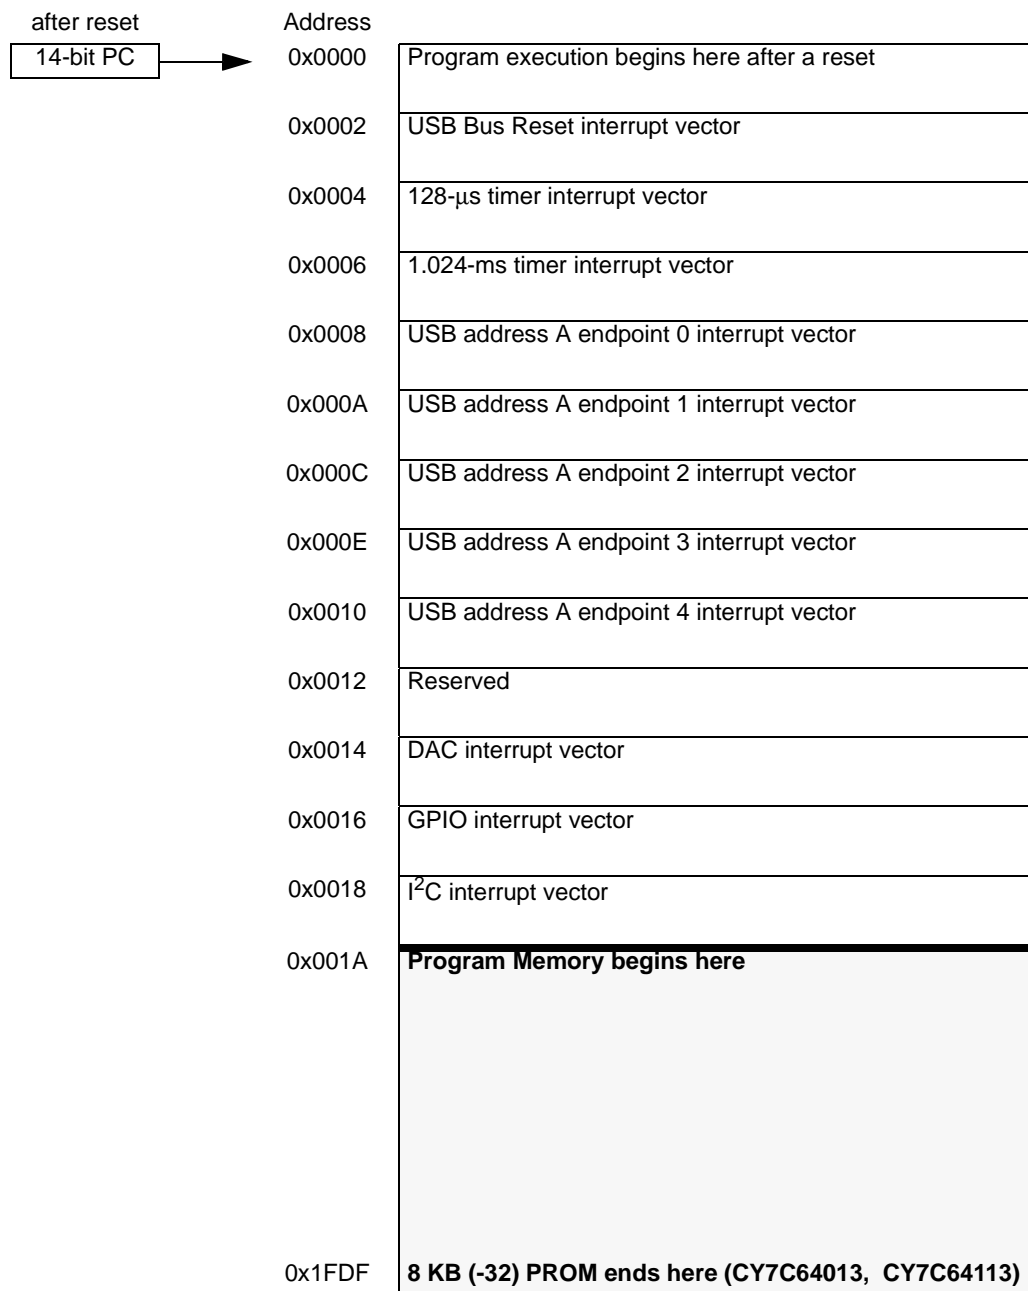 after reset Address
14-bit PC 0x0000 Program execution begins here after a reset
0x0002 USB Bus Reset interrupt vector
0x0004 128-μs timer interrupt vector
0x0006 1.024-ms timer interrupt vector
0x0008 USB address A endpoint 0 interrupt vector
0x000A USB address A endpoint 1 interrupt vector
0x000C USB address A endpoint 2 interrupt vector
0x000E USB address A endpoint 3 interrupt vector
0x0010 USB address A endpoint 4 interrupt vector
0x0012 Reserved
0x0014 DAC interrupt vector
0x0016 GPIO interrupt vector
0x0018 I²C interrupt vector
0x001A Program Memory begins here
0x1FDF 8 KB (-32) PROM ends here (CY7C64013, CY7C64113)